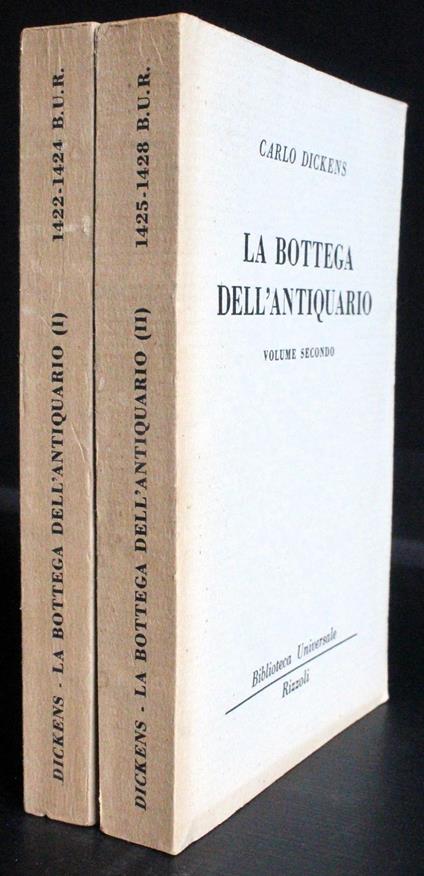 DICKENS - LA BOTTEGA DELL'ANTIQUARIO (I) 1422-1424 B.U.R.
DICKENS - LA BOTTEGA DELL'ANTIQUARIO (II) 1425-1428 B.U.R.
CARLO DICKENS
LA BOTTEGA
DELL'ANTIQUARIO
VOLUME SECONDO
Biblioteca Universale
Rizzoli